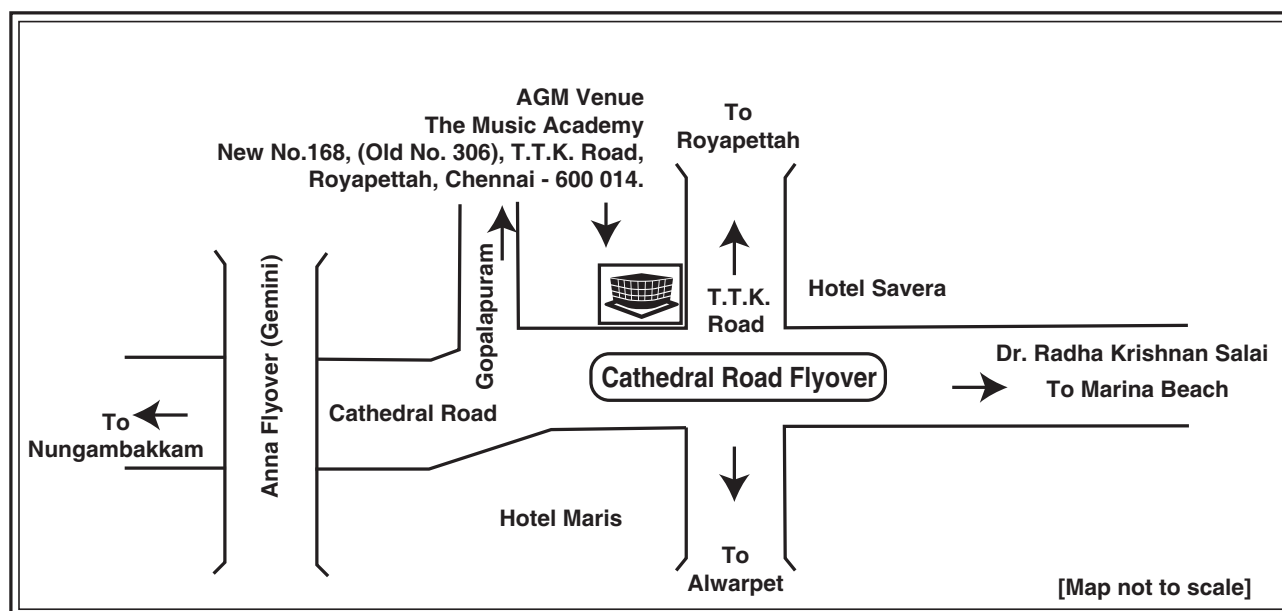 AGM Venue
The Music Academy
New No.168, (Old No. 306), T.T.K. Road,
Royapettah, Chennai - 600 014.
To
Royapettah
Anna Flyover (Gemini)
Gopalapuram
T.T.K.
Road
Hotel Savera
Cathedral Road Flyover
Dr. Radha Krishnan Salai
To Marina Beach
To
Nungambakkam
Cathedral Road
Hotel Maris
To
Alwarpet
[Map not to scale]